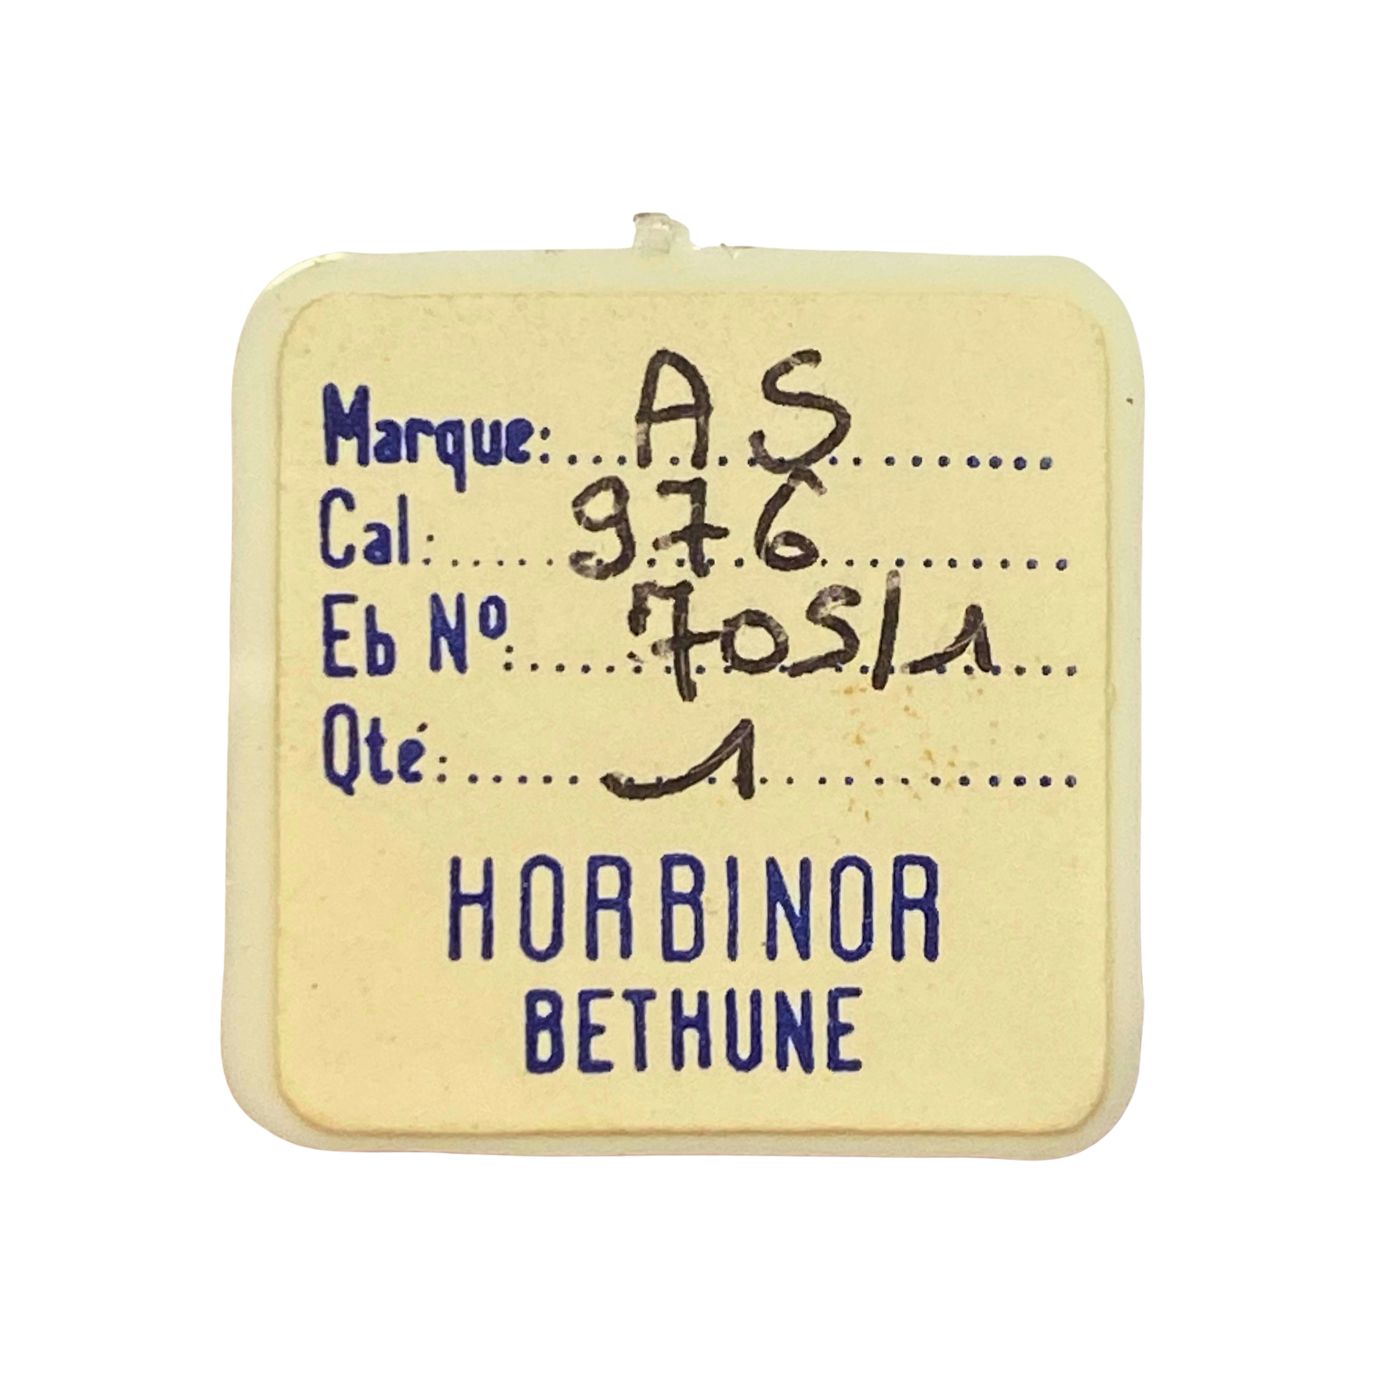 Marque: AS
Cal: 976
Eb Nº: 705/1
Qté: 1
HORBINOR
BETHUNE